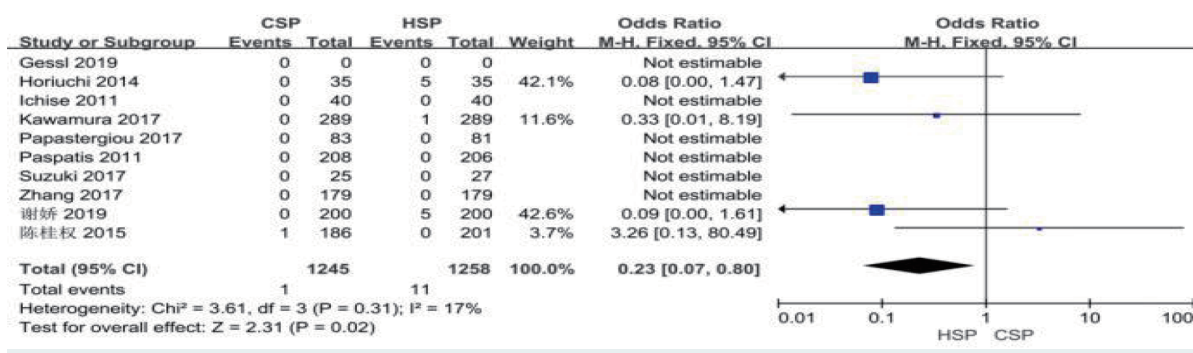 CSP HSP Odds Ratio Odds Ratio
Study or Subgroup Events Total Events Total Weight M-H. Fixed. 95% CI M-H. Fixed. 95% CI
Gessl 2019 0 0 0 0 Not estimable
Horiuchi 2014 0 35 5 35 42.1% 0.08 [0.00, 1.47]
Ichise 2011 0 40 0 40 Not estimable
Kawamura 2017 0 289 1 289 11.6% 0.33 [0.01, 8.19]
Papastergiou 2017 0 83 0 81 Not estimable
Paspatis 2011 0 208 0 206 Not estimable
Suzuki 2017 0 25 0 27 Not estimable
Zhang 2017 0 179 0 179 Not estimable
谢娇 2019 0 200 5 200 42.6% 0.09 [0.00, 1.61]
陈桂权 2015 1 186 0 201 3.7% 3.26 [0.13, 80.49]
Total (95% CI) 1245 1258 100.0% 0.23 [0.07, 0.80]
Total events 1 11
Heterogeneity: Chi² = 3.61, df = 3 (P = 0.31); I² = 17%
Test for overall effect: Z = 2.31 (P = 0.02)
0.01 0.1 1 10 100
HSP CSP